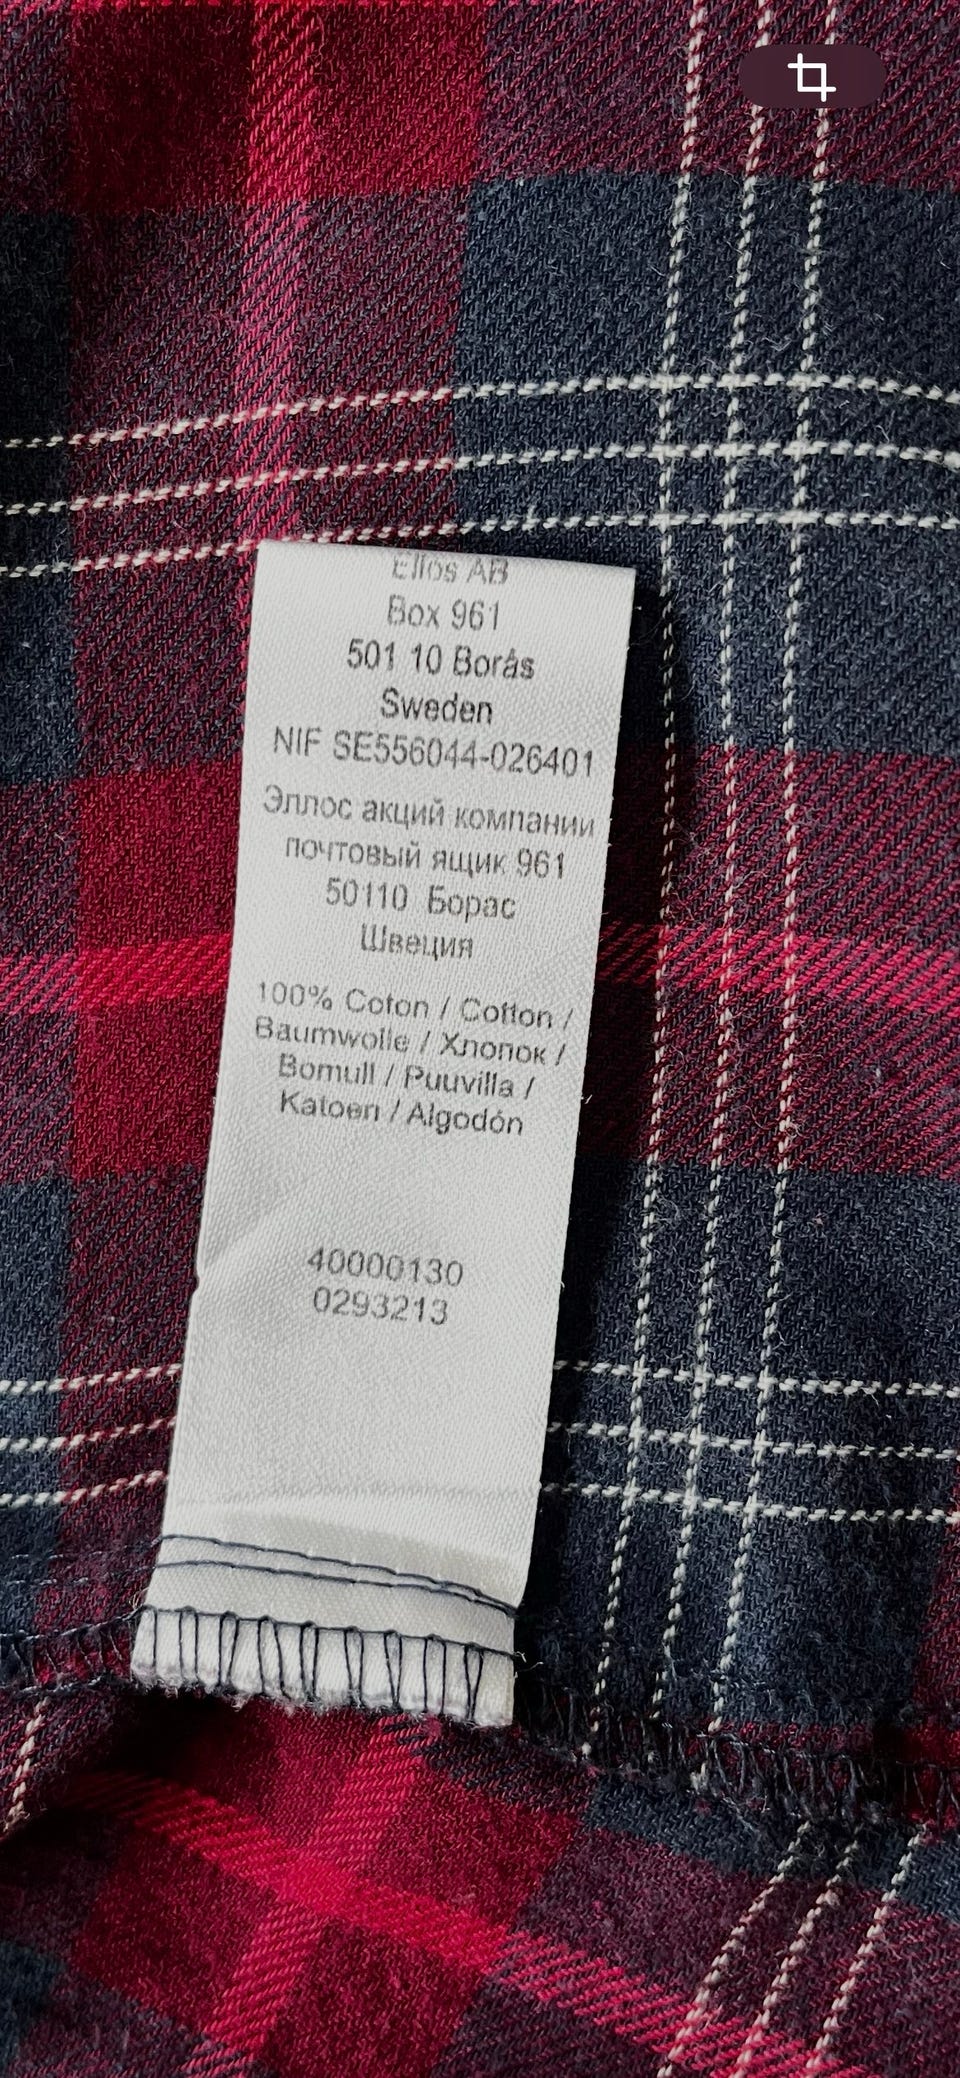 Ellos AB
Box 961
501 10 Borås
Sweden
NIF SE556044-026401
Эллос акций компании
почтовый ящик 961
50110 Борас
Швеция
100% Coton / Cotton /
Baumwolle / Хлопок /
Bomull / Puuvilla /
Katoen / Algodón
40000130
0293213